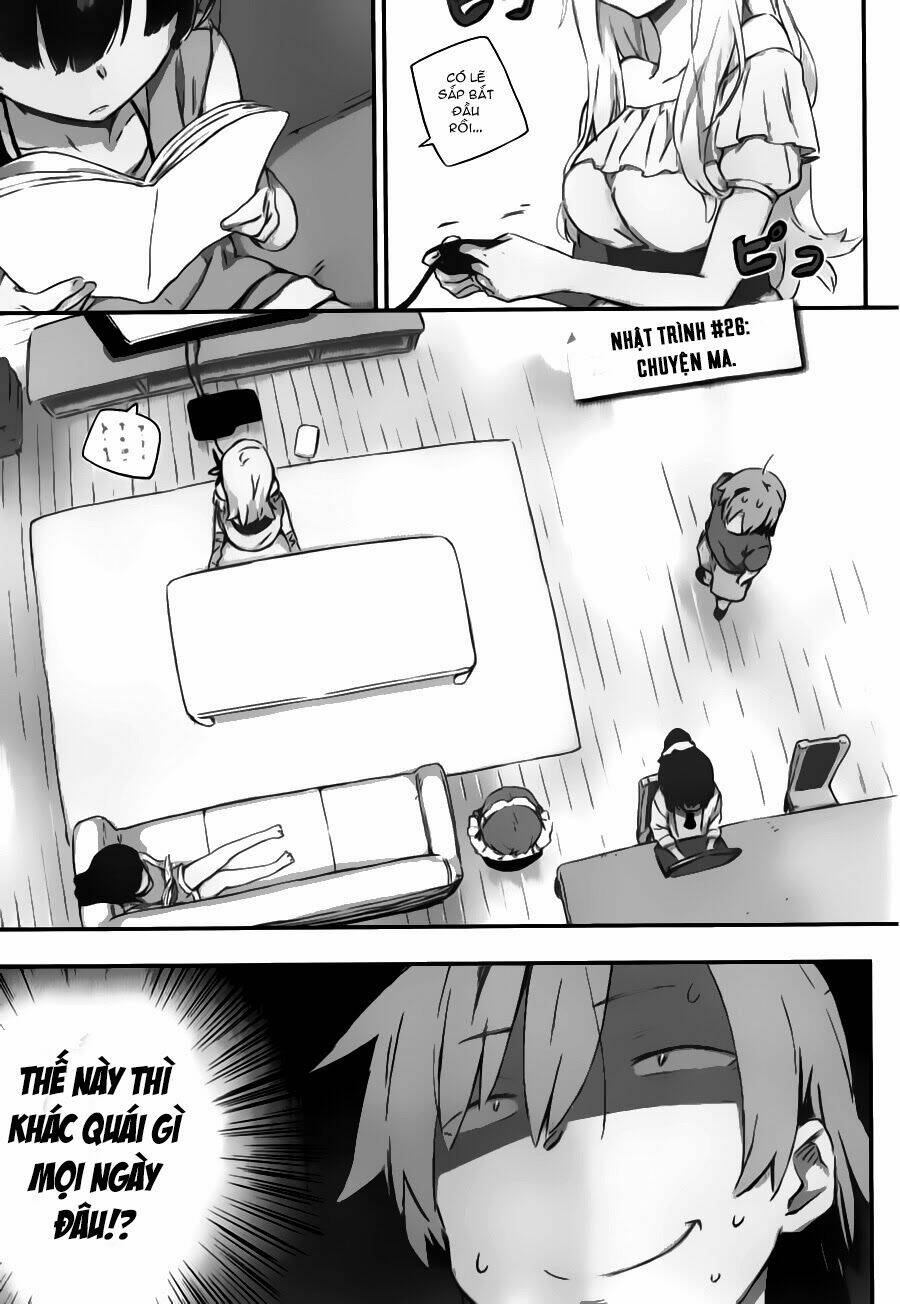 CÓ LẼ
SẮP BẮT
ĐẦU
RỒI...
ピッ
NHẬT TRÌNH #26:
CHUYỆN MA.
THẾ NÀY THÌ
KHÁC QUÁI GÌ
MỌI NGÀY
ĐÂU!?